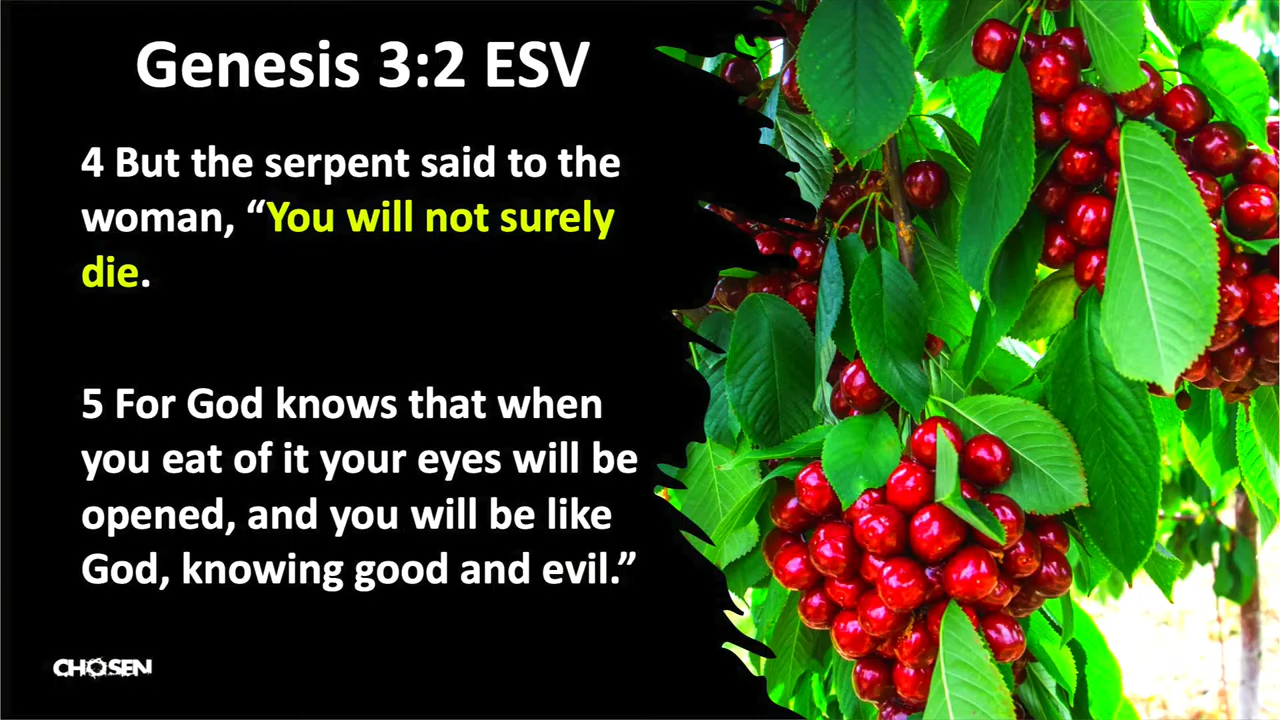 Genesis 3:2 ESV
4 But the serpent said to the
woman, “You will not surely
die.
5 For God knows that when
you eat of it your eyes will be
opened, and you will be like
God, knowing good and evil.”
CHOSEN